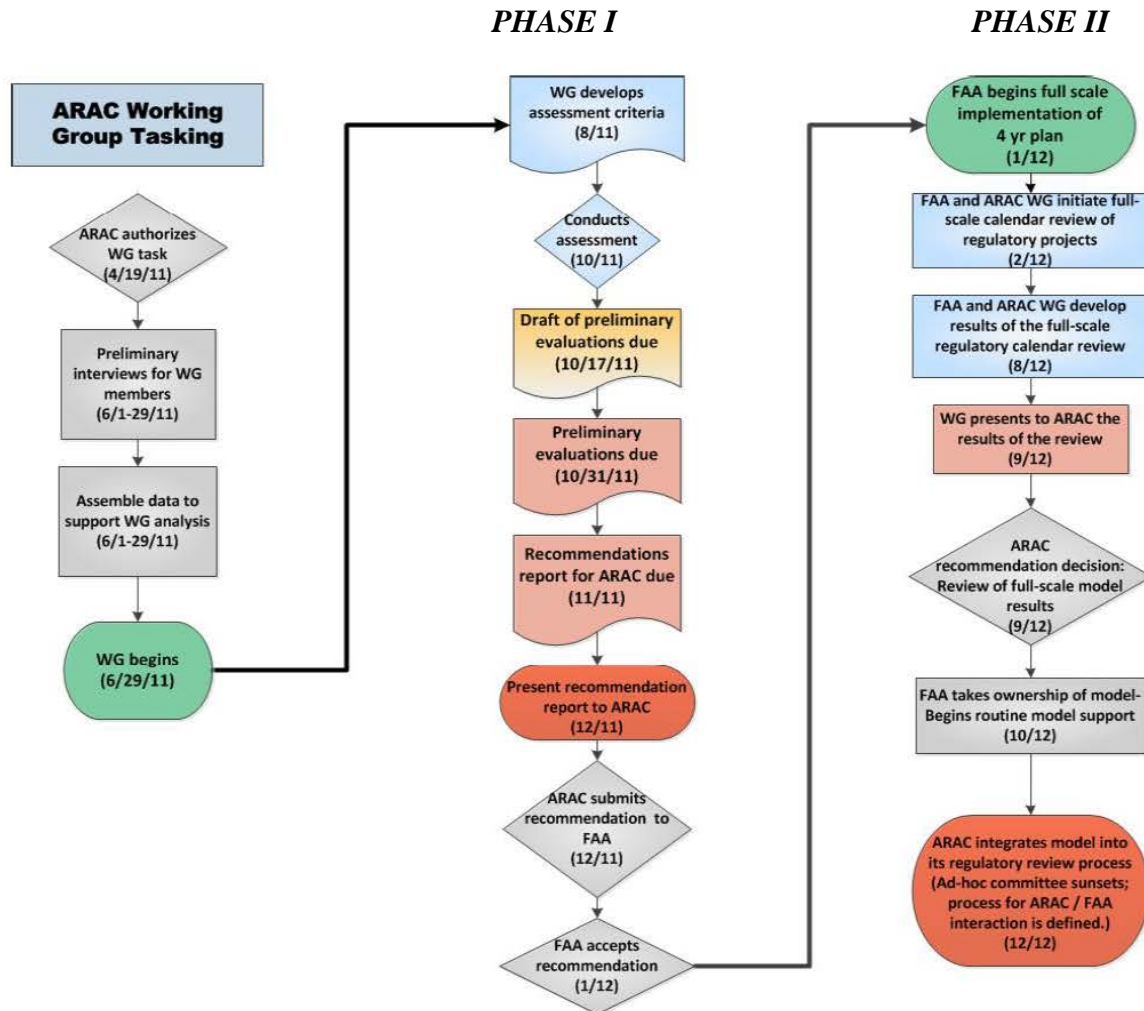 PHASE I
PHASE II
ARAC Working
Group Tasking
ARAC authorizes
WG task
(4/19/11)
Preliminary
interviews for WG
members
(6/1-29/11)
Assemble data to
support WG analysis
(6/1-29/11)
WG begins
(6/29/11)
WG develops
assessment criteria
(8/11)
Conducts
assessment
(10/11)
Draft of preliminary
evaluations due
(10/17/11)
Preliminary
evaluations due
(10/31/11)
Recommendations
report for ARAC due
(11/11)
Present recommendation
report to ARAC
(12/11)
ARAC submits
recommendation to
FAA
(12/11)
FAA accepts
recommendation
(1/12)
FAA begins full scale
implementation of
4 yr plan
(1/12)
FAA and ARAC WG initiate full-
scale calendar review of
regulatory projects
(2/12)
FAA and ARAC WG develop
results of the full-scale
regulatory calendar review
(8/12)
WG presents to ARAC the
results of the review
(9/12)
ARAC
recommendation decision:
Review of full-scale model
results
(9/12)
FAA takes ownership of model-
Begins routine model support
(10/12)
ARAC integrates model into
its regulatory review process
(Ad-hoc committee sunsets;
process for ARAC / FAA
interaction is defined.)
(12/12)